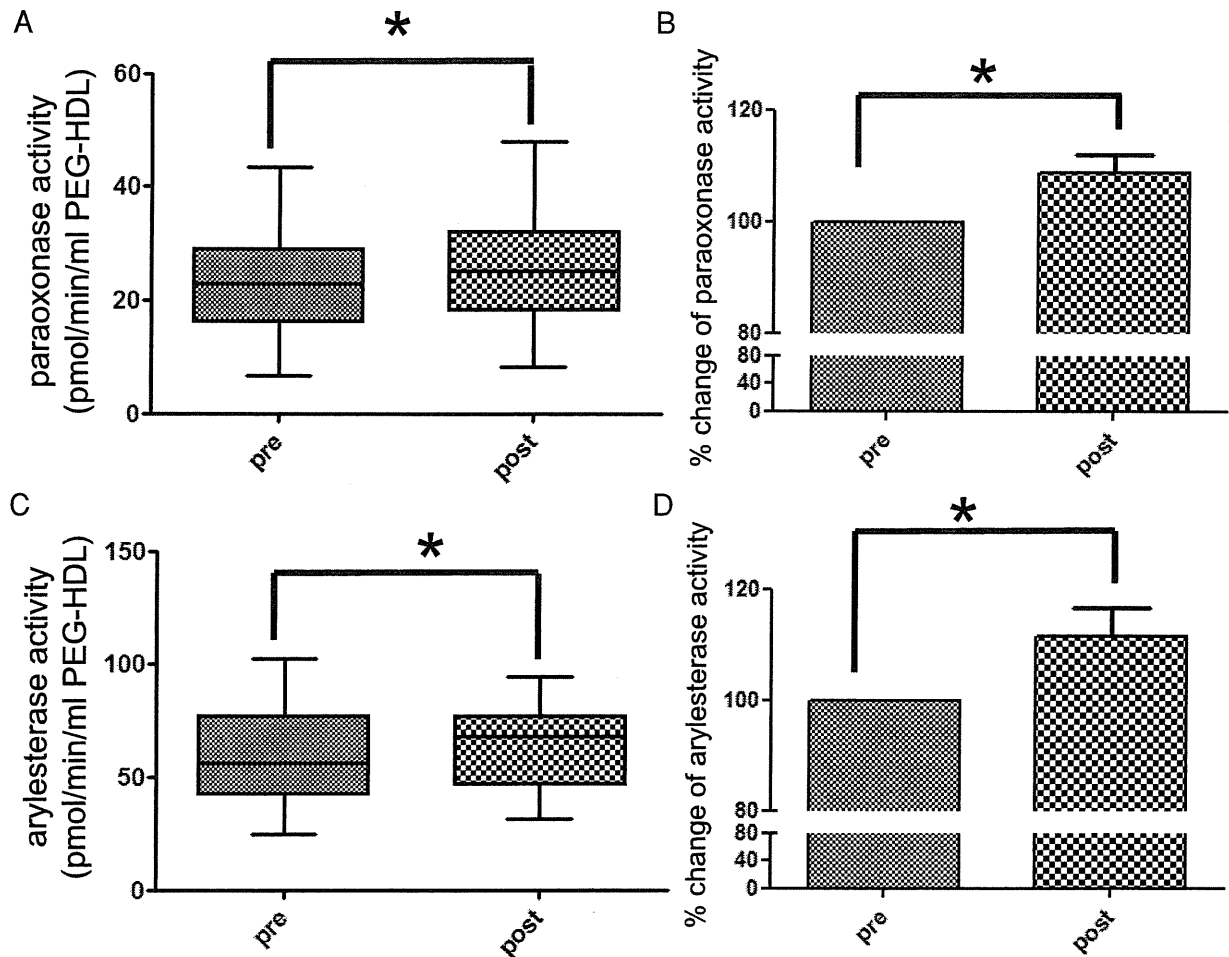 A
*
paraoxonase activity
(pmol/min/ml PEG-HDL)
60
40
20
0
pre
post
B
*
% change of paraoxonase activity
120
100
80
80
40
0
pre
post
C
*
arylesterase activity
(pmol/min/ml PEG-HDL)
150
100
50
0
pre
post
D
*
% change of arylesterase activity
120
100
80
80
40
0
pre
post